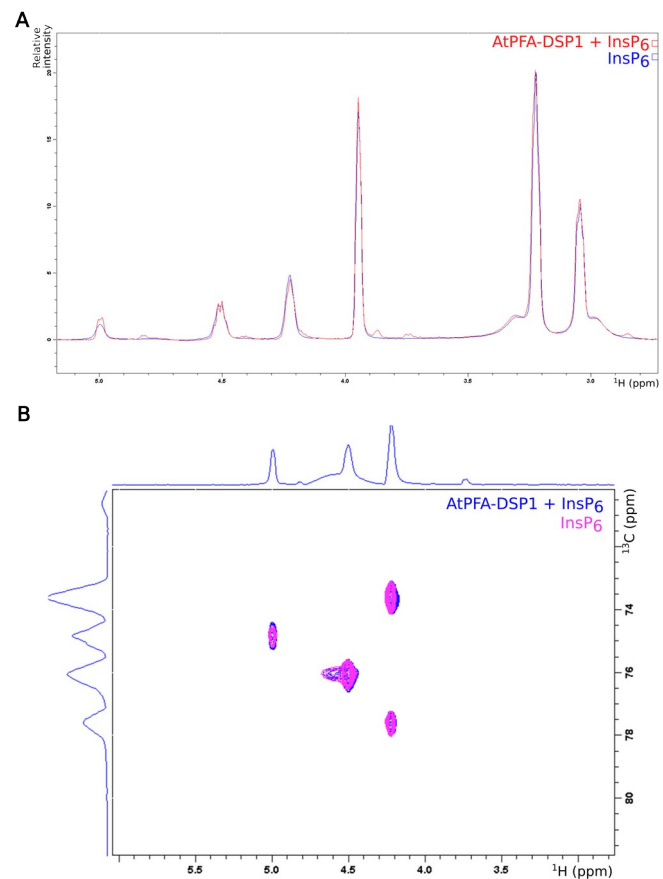 A
Relative
intensity
AtPFA-DSP1 + InsP6
InsP6
20
15
10
5
0
5.0
4.5
4.0
3.5
3.0
1H (ppm)
B
AtPFA-DSP1 + InsP6
InsP6
13C (ppm)
74
76
78
80
5.5
5.0
4.5
4.0
3.5
1H (ppm)